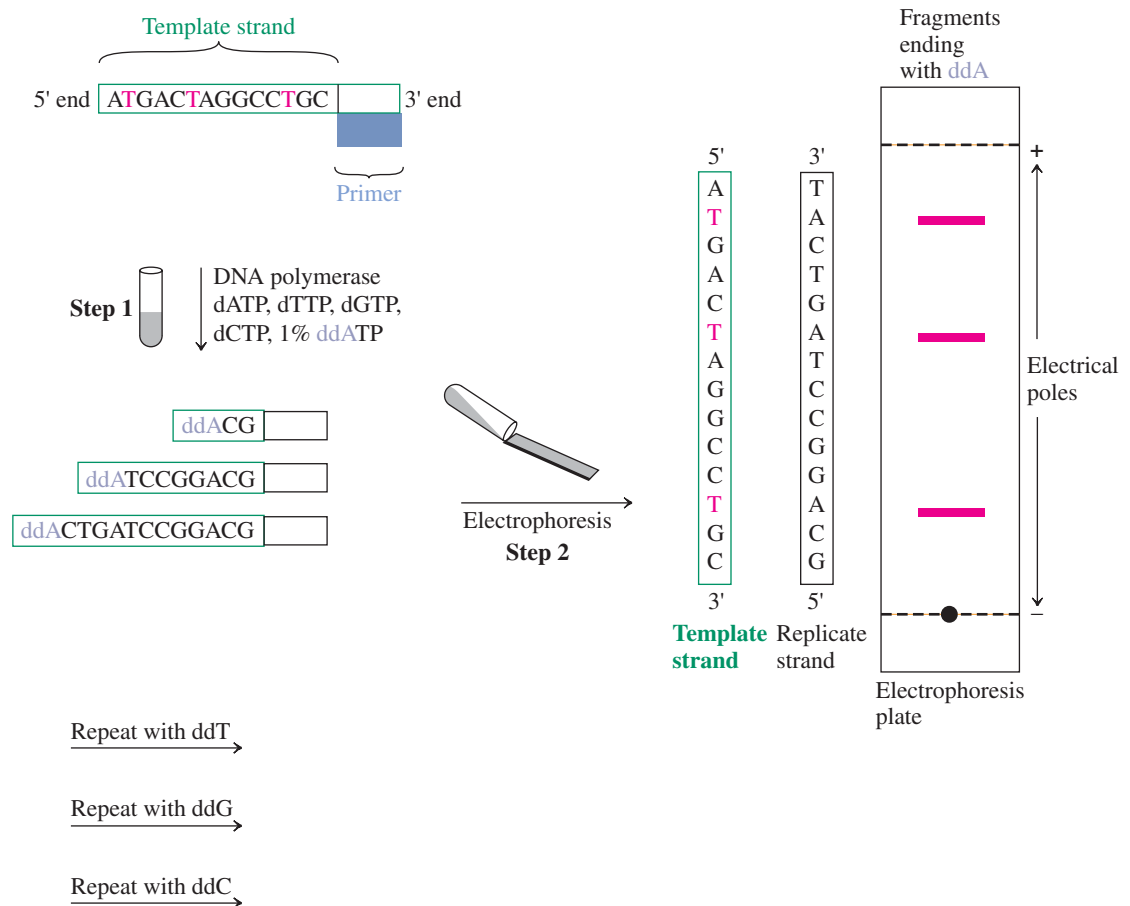 Template strand
5' end ATGACTAGGCCTGC 3' end
Primer
Step 1
DNA polymerase
dATP, dTTP, dGTP,
dCTP, 1% ddATP
ddACG
ddATCCGGACG
ddACTGATCCGGACG
Electrophoresis
Step 2
5'
A
T
G
A
C
T
A
G
G
C
C
T
G
C
3'
Template
strand
3'
T
A
C
T
G
A
T
C
C
G
G
A
C
G
5'
Replicate
strand
Fragments
ending
with ddA
+
Electrical
poles
–
Electrophoresis
plate
Repeat with ddT
Repeat with ddG
Repeat with ddC